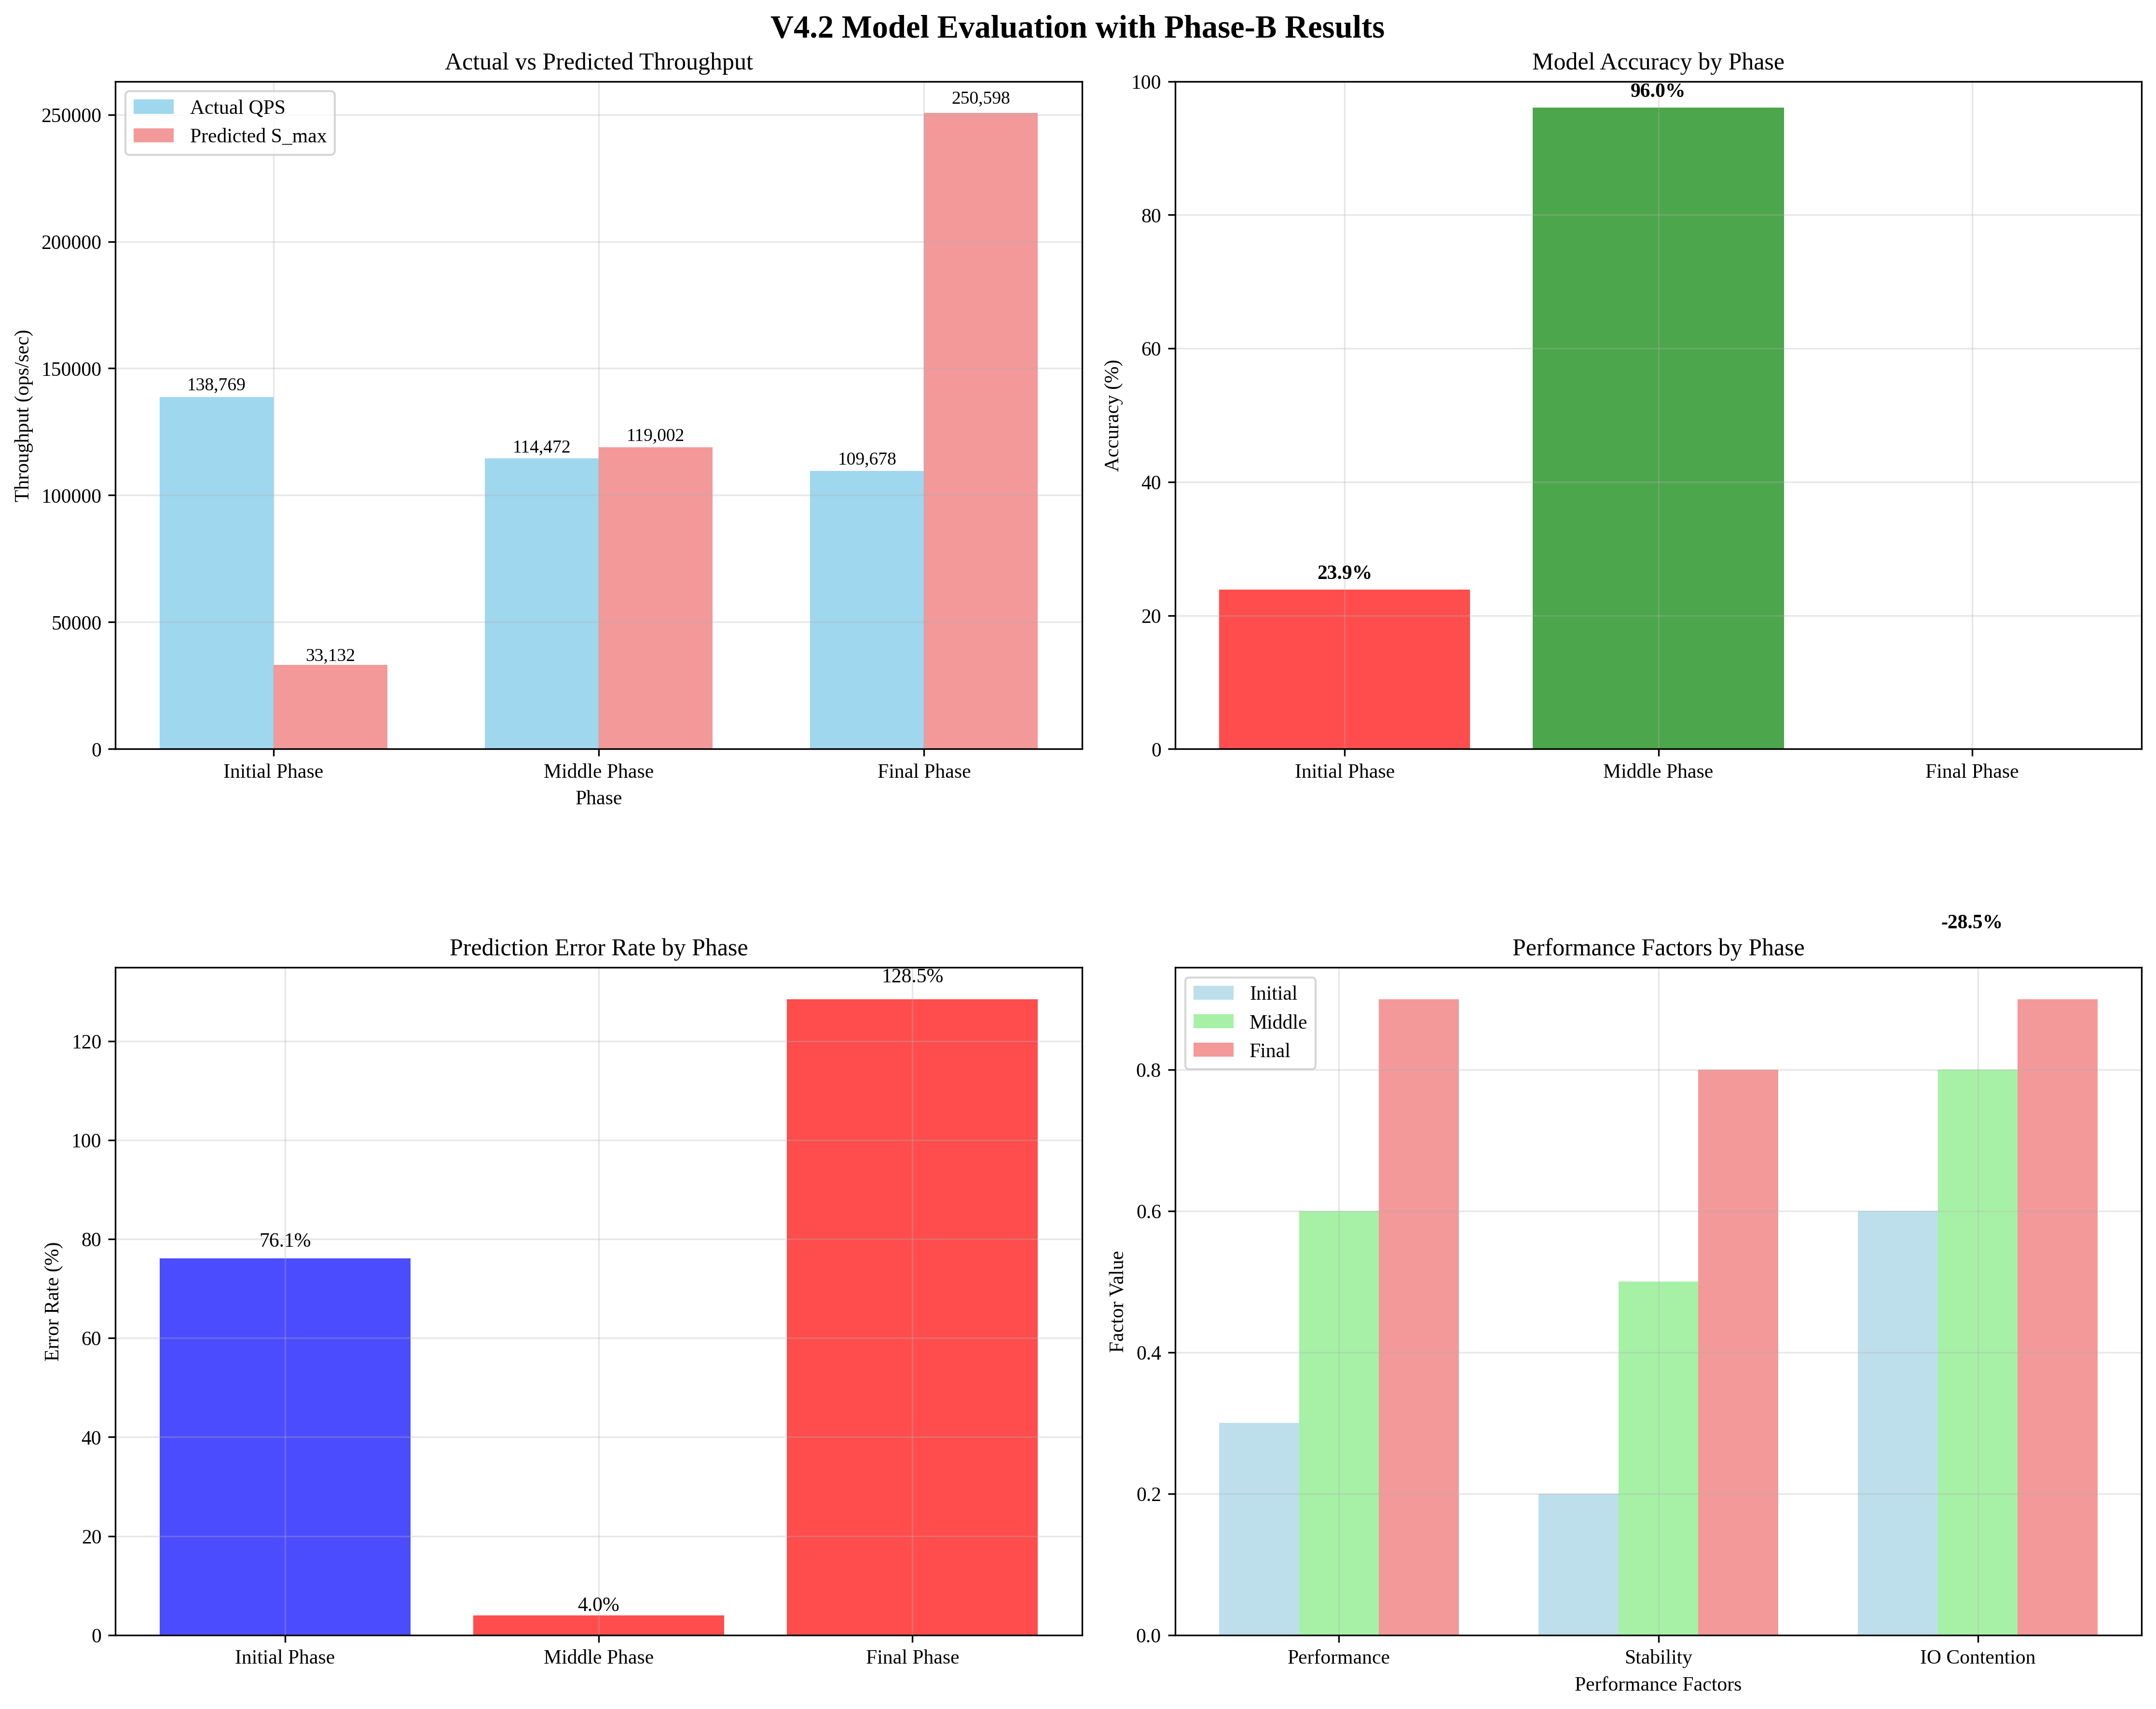 V4.2 Model Evaluation with Phase-B Results
Actual vs Predicted Throughput
Actual QPS
Predicted S_max
250000
200000
150000
100000
50000
0
Throughput (ops/sec)
138,769
33,132
114,472
119,002
109,678
250,598
Initial Phase
Middle Phase
Final Phase
Phase
Model Accuracy by Phase
100
80
60
40
20
0
Accuracy (%)
23.9%
96.0%
-28.5%
Initial Phase
Middle Phase
Final Phase
Prediction Error Rate by Phase
120
100
80
60
40
20
0
Error Rate (%)
76.1%
4.0%
128.5%
Initial Phase
Middle Phase
Final Phase
Performance Factors by Phase
Initial
Middle
Final
0.8
0.6
0.4
0.2
0.0
Factor Value
Performance
Stability
IO Contention
Performance Factors